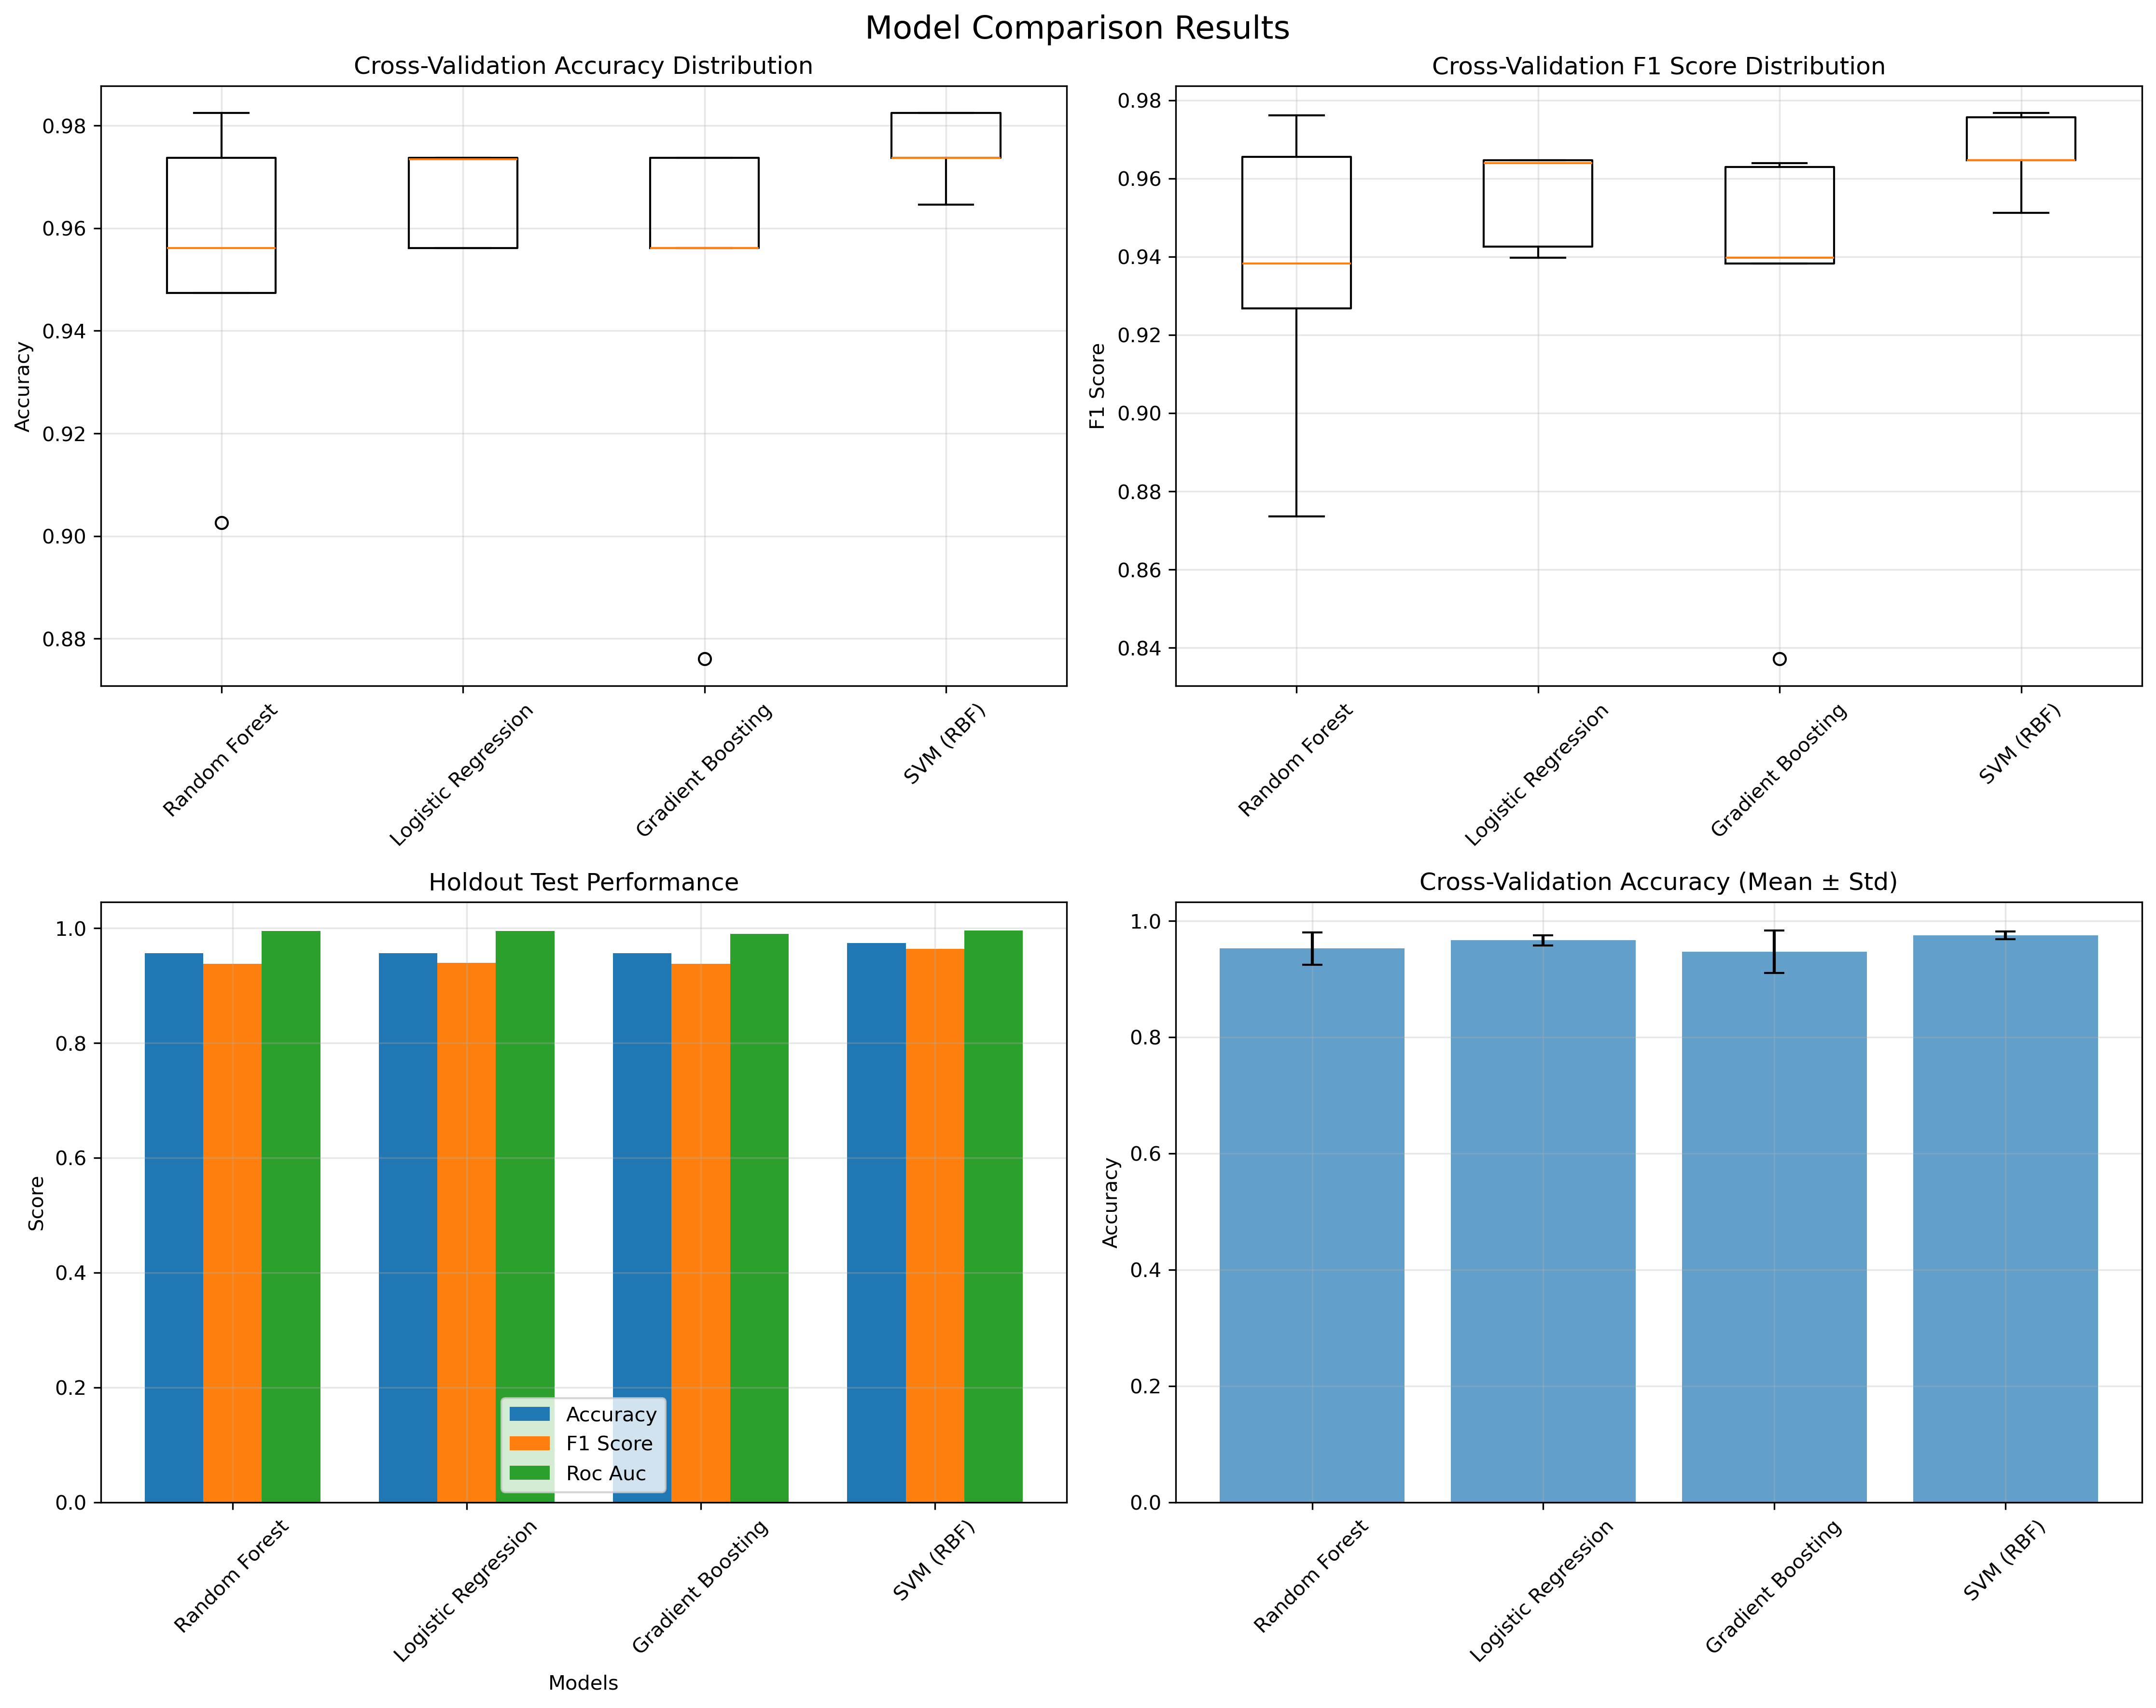 Model Comparison Results
Cross-Validation Accuracy Distribution
Accuracy
0.98
0.96
0.94
0.92
0.90
0.88
Random Forest
Logistic Regression
Gradient Boosting
SVM (RBF)
Cross-Validation F1 Score Distribution
F1 Score
0.98
0.96
0.94
0.92
0.90
0.88
0.86
0.84
Random Forest
Logistic Regression
Gradient Boosting
SVM (RBF)
Holdout Test Performance
Score
1.0
0.8
0.6
0.4
0.2
0.0
Accuracy
F1 Score
Roc Auc
Random Forest
Logistic Regression
Gradient Boosting
SVM (RBF)
Models
Cross-Validation Accuracy (Mean ± Std)
Accuracy
1.0
0.8
0.6
0.4
0.2
0.0
Random Forest
Logistic Regression
Gradient Boosting
SVM (RBF)